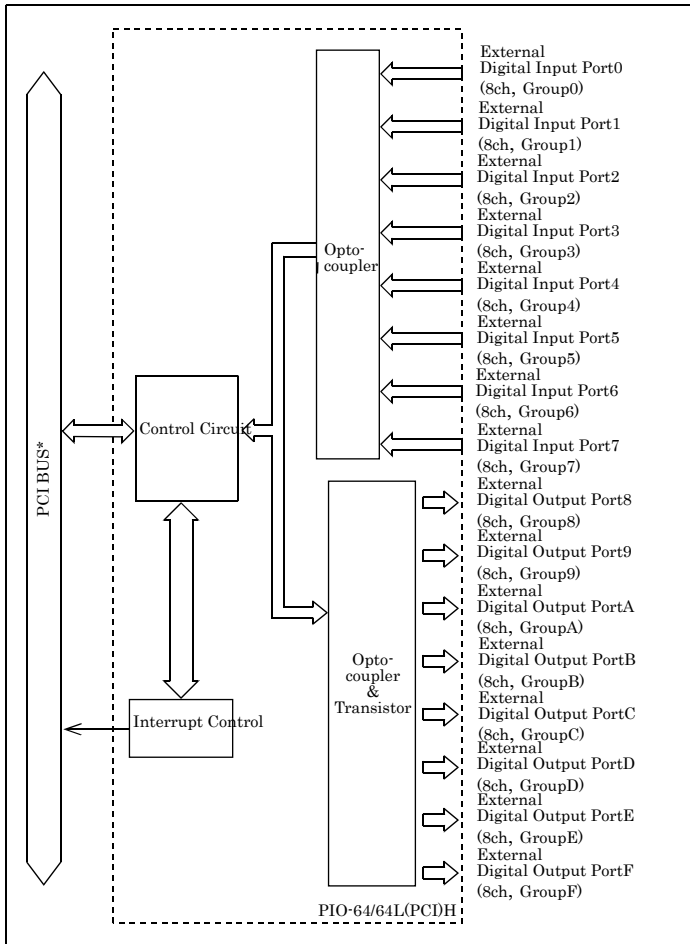 External
Digital Input Port0
(8ch, Group0)
External
Digital Input Port1
(8ch, Group1)
External
Digital Input Port2
(8ch, Group2)
External
Digital Input Port3
(8ch, Group3)
External
Digital Input Port4
(8ch, Group4)
External
Digital Input Port5
(8ch, Group5)
External
Digital Input Port6
(8ch, Group6)
External
Digital Input Port7
(8ch, Group7)
External
Digital Output Port8
(8ch, Group8)
External
Digital Output Port9
(8ch, Group9)
External
Digital Output PortA
(8ch, GroupA)
External
Digital Output PortB
(8ch, GroupB)
External
Digital Output PortC
(8ch, GroupC)
External
Digital Output PortD
(8ch, GroupD)
External
Digital Output PortE
(8ch, GroupE)
External
Digital Output PortF
(8ch, GroupF)
Opto-
coupler
Control Circuit
PCI BUS*
Opto-
coupler
&
Transistor
Interrupt Control
PIO-64/64L(PCI)H